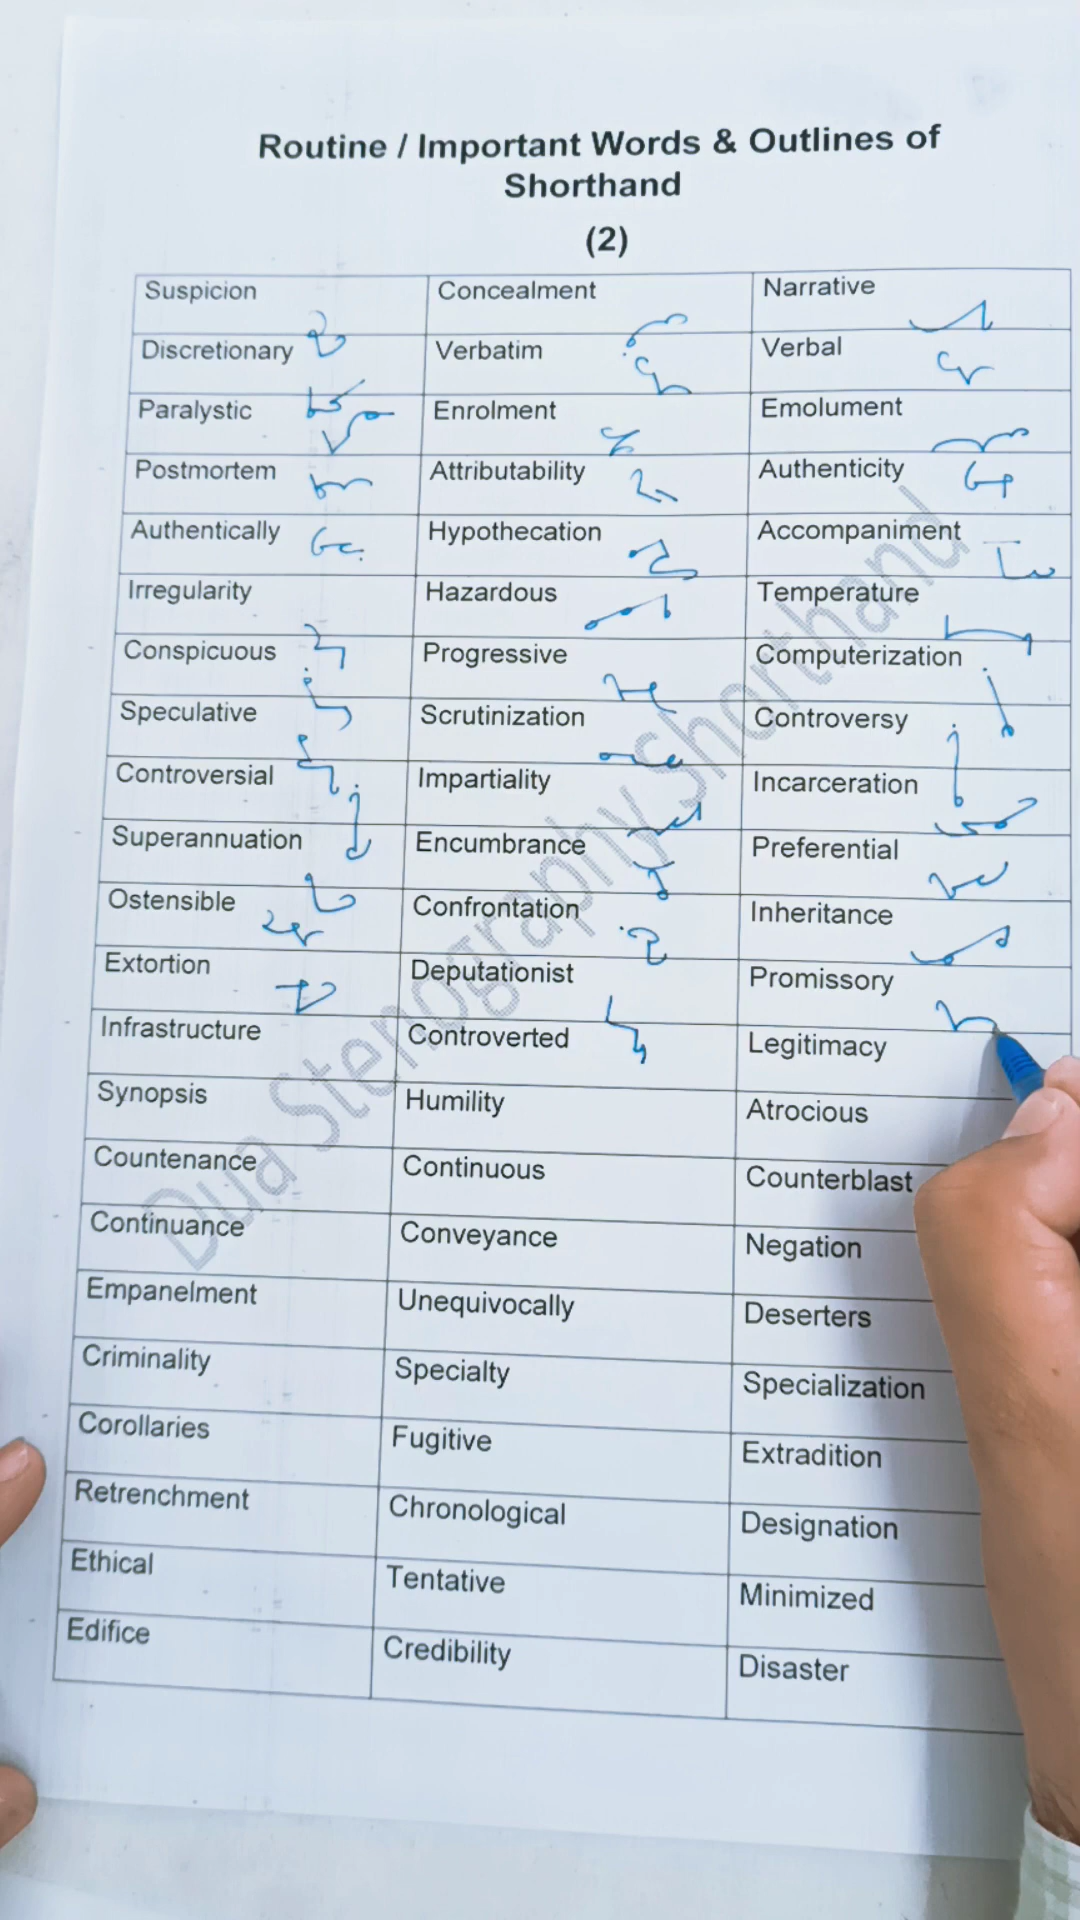 Routine / Important Words & Outlines of
Shorthand
(2)
Suspicion Concealment Narrative
Discretionary Verbatim Verbal
Paralystic Enrolment Emolument
Postmortem Attributability Authenticity
Authentically Hypothecation Accompaniment
Irregularity Hazardous Temperature
Conspicuous Progressive Computerization
Speculative Scrutinization Controversy
Controversial Impartiality Incarceration
Superannuation Encumbrance Preferential
Ostensible Confrontation Inheritance
Extortion Deputationist Promissory
Infrastructure Controverted Legitimacy
Synopsis Humility Atrocious
Countenance Continuous Counterblast
Continuance Conveyance Negation
Empanelment Unequivocally Deserters
Criminality Specialty Specialization
Corollaries Fugitive Extradition
Retrenchment Chronological Designation
Ethical Tentative Minimized
Edifice Credibility Disaster
Dua Stenography Shorthand